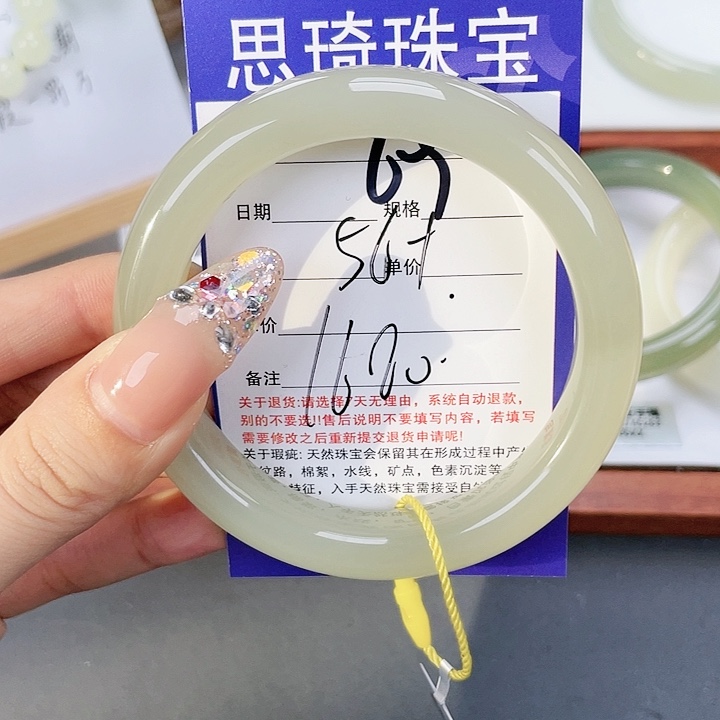 思琦珠宝
69
日期 规格
56+
单价
价
1620.
备注
关于退货:请选择7天无理由，系统自动退款，
别的不要选!!售后说明不要填写内容，若填写
需要修改之后重新提交退货申请呢!
关于瑕疵: 天然珠宝会保留其在形成过程中产生
纹路，棉絮，水线，矿点，色素沉淀等
特征，入手天然珠宝需接受自然